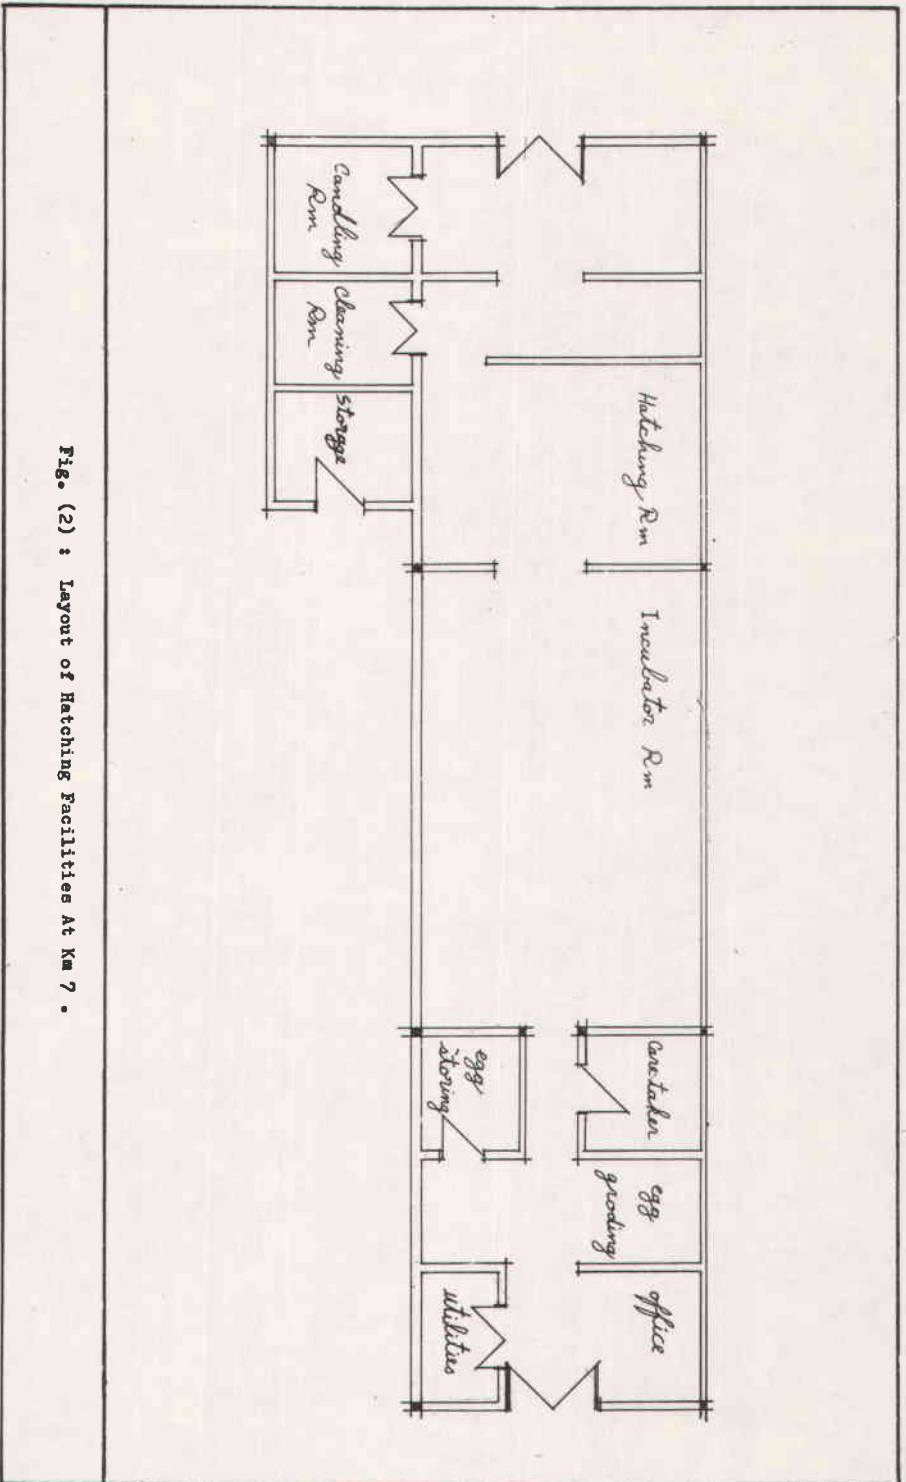 Candling
Rm
Cleaning
Rm
Storage
Hatching Rm
Incubator Rm
Caretaker
egg
storing
egg
groding
office
utilities
Fig. (2) : Layout of Hatching Facilities At Km 7 .